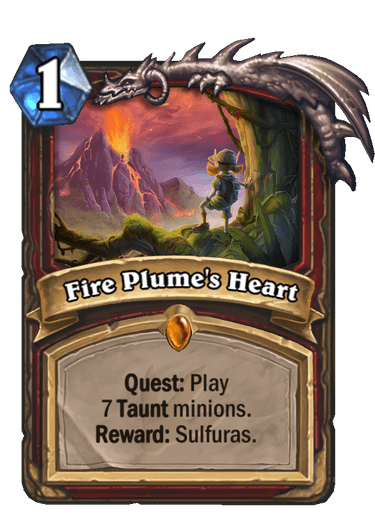 1
Fire Plume's Heart
Quest: Play
7 Taunt minions.
Reward: Sulfuras.